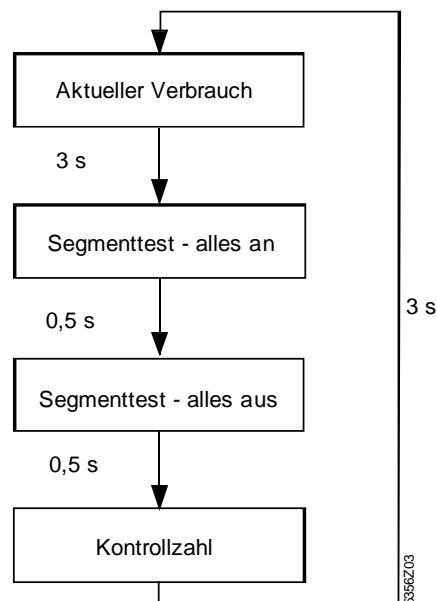 Aktueller Verbrauch
3 s
Segmenttest - alles an
0,5 s
3 s
Segmenttest - alles aus
0,5 s
Kontrollzahl